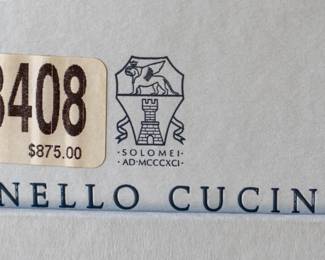 3408
$875.00
·SOLOMEI·
·AD·MCCCXCI·
NELLO CUCIN